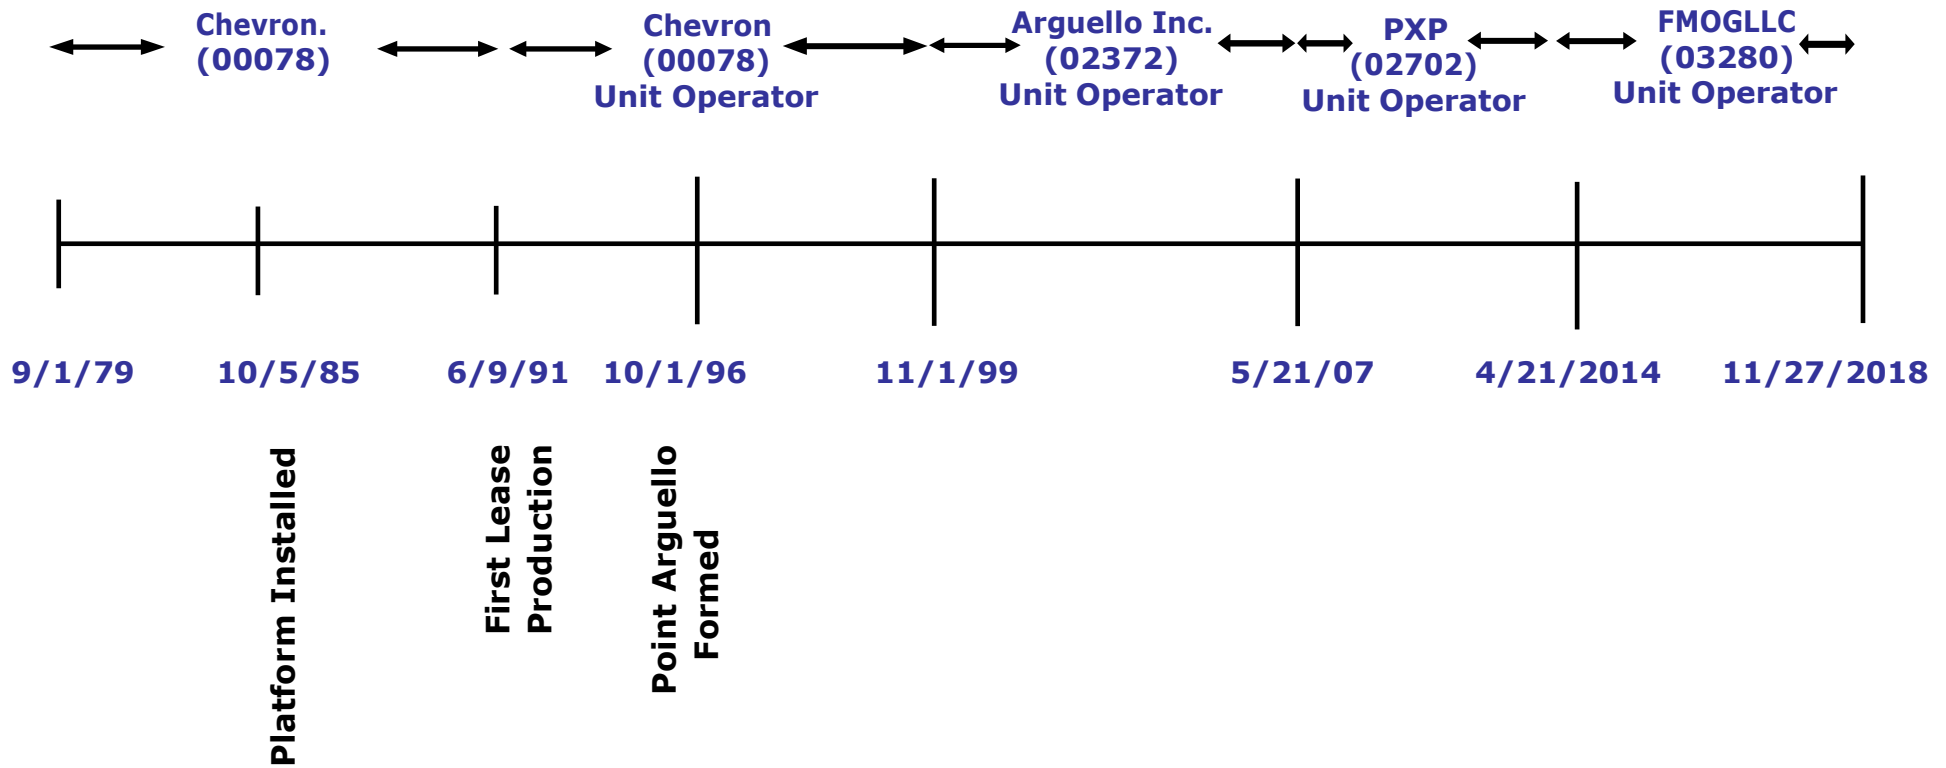 Chevron.
(00078)
Chevron
(00078)
Unit Operator
Arguello Inc.
(02372)
Unit Operator
PXP
(02702)
Unit Operator
FMOGLLC
(03280)
Unit Operator
9/1/79
10/5/85
6/9/91
10/1/96
11/1/99
5/21/07
4/21/2014
11/27/2018
Platform Installed
First Lease
Production
Point Arguello
Formed